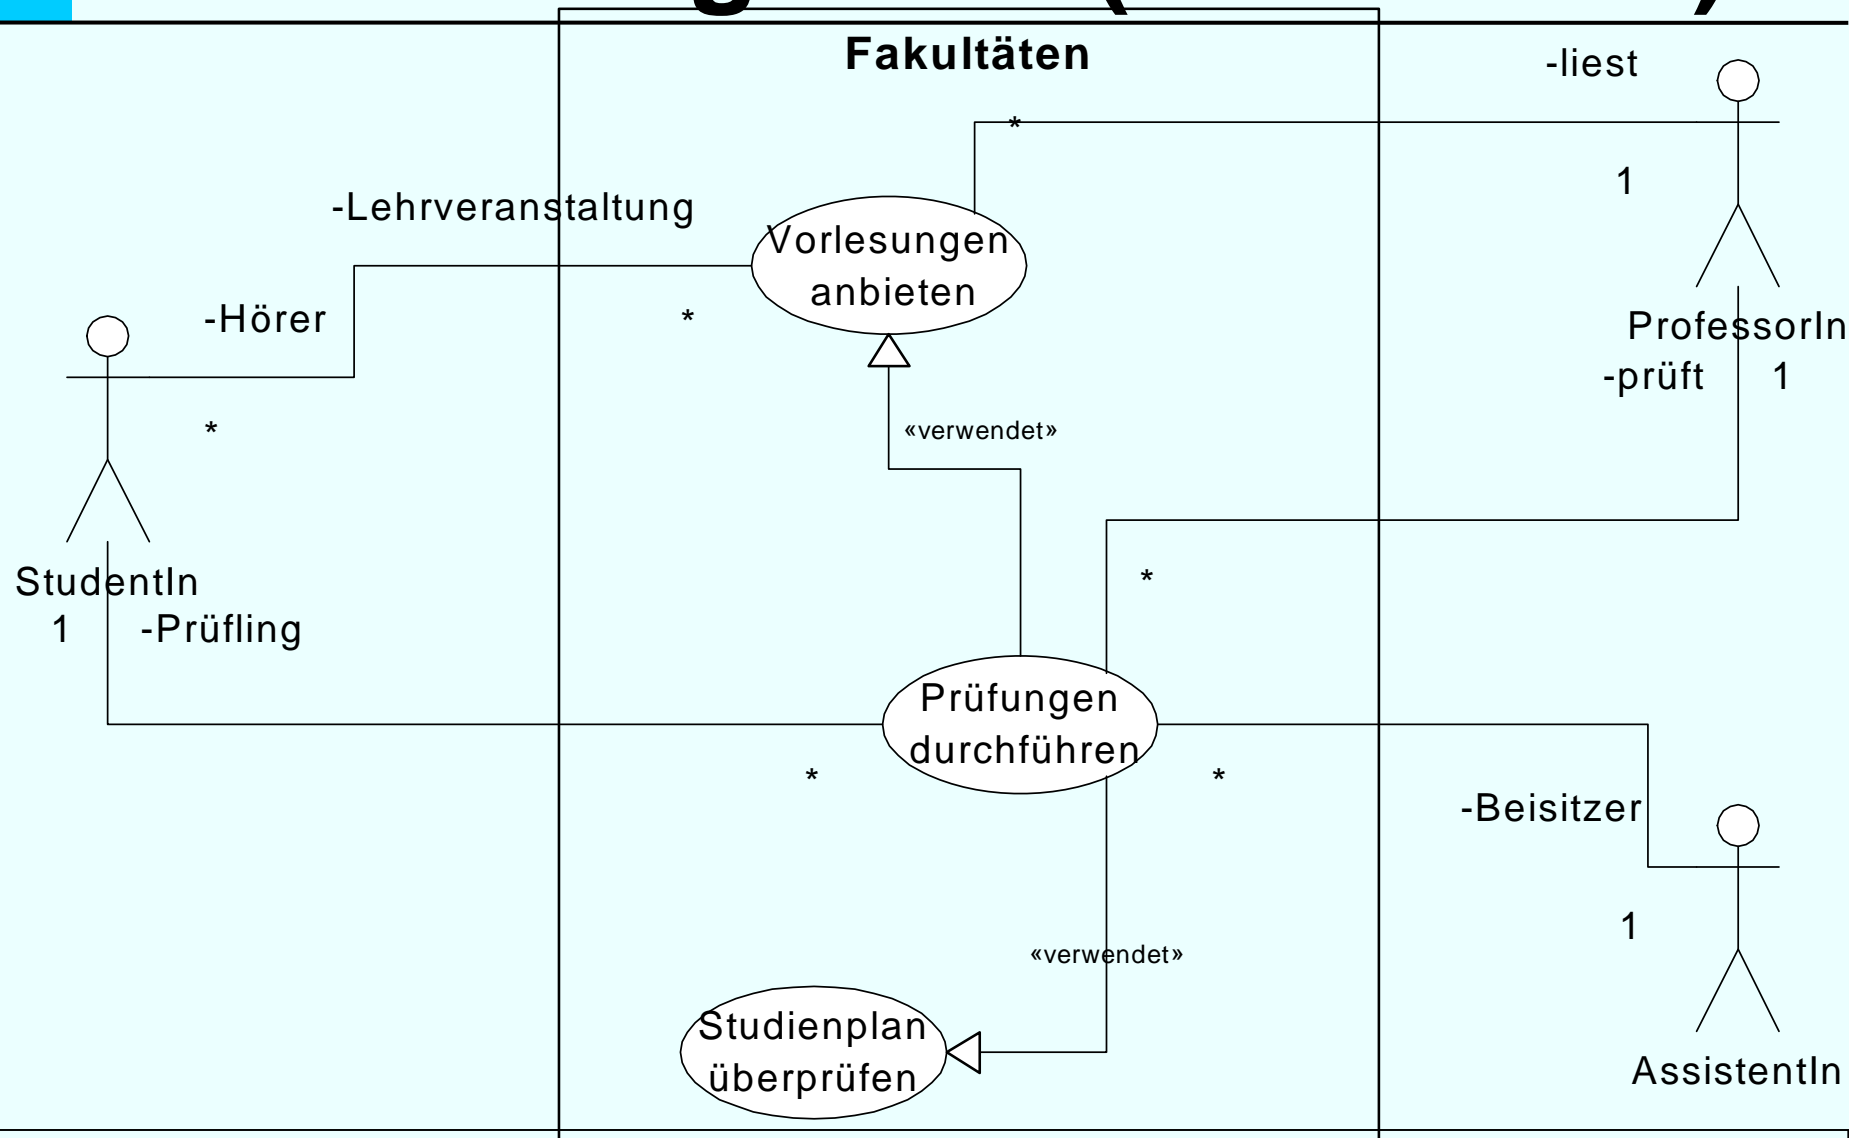 Fakultäten
-liest
*
1
-Lehrveranstaltung
Vorlesungen
anbieten
-Hörer
*
ProfessorIn
-prüft 1
*
«verwendet»
*
StudentIn
1 -Prüfling
Prüfungen
durchführen
* *
-Beisitzer
1
«verwendet»
Studienplan
überprüfen
AssistentIn